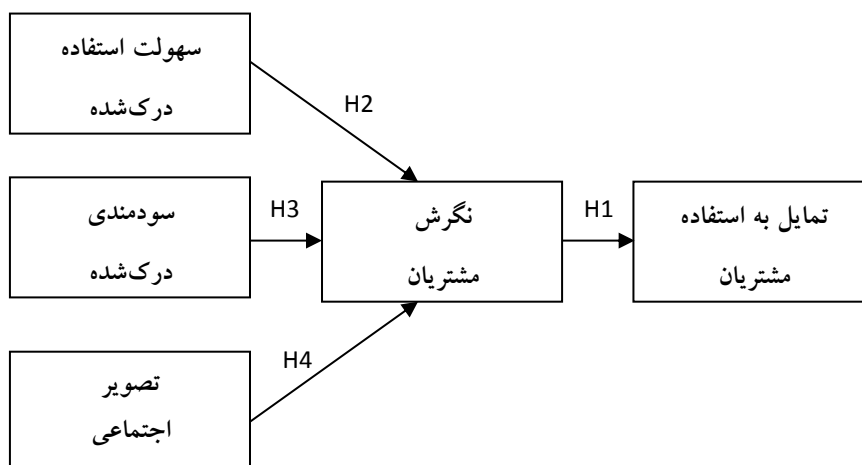 سهولت استفاده
درک‌شده
H2
سودمندی
درک‌شده
H3
نگرش
مشتریان
H1
تمایل به استفاده
مشتریان
H4
تصویر
اجتماعی